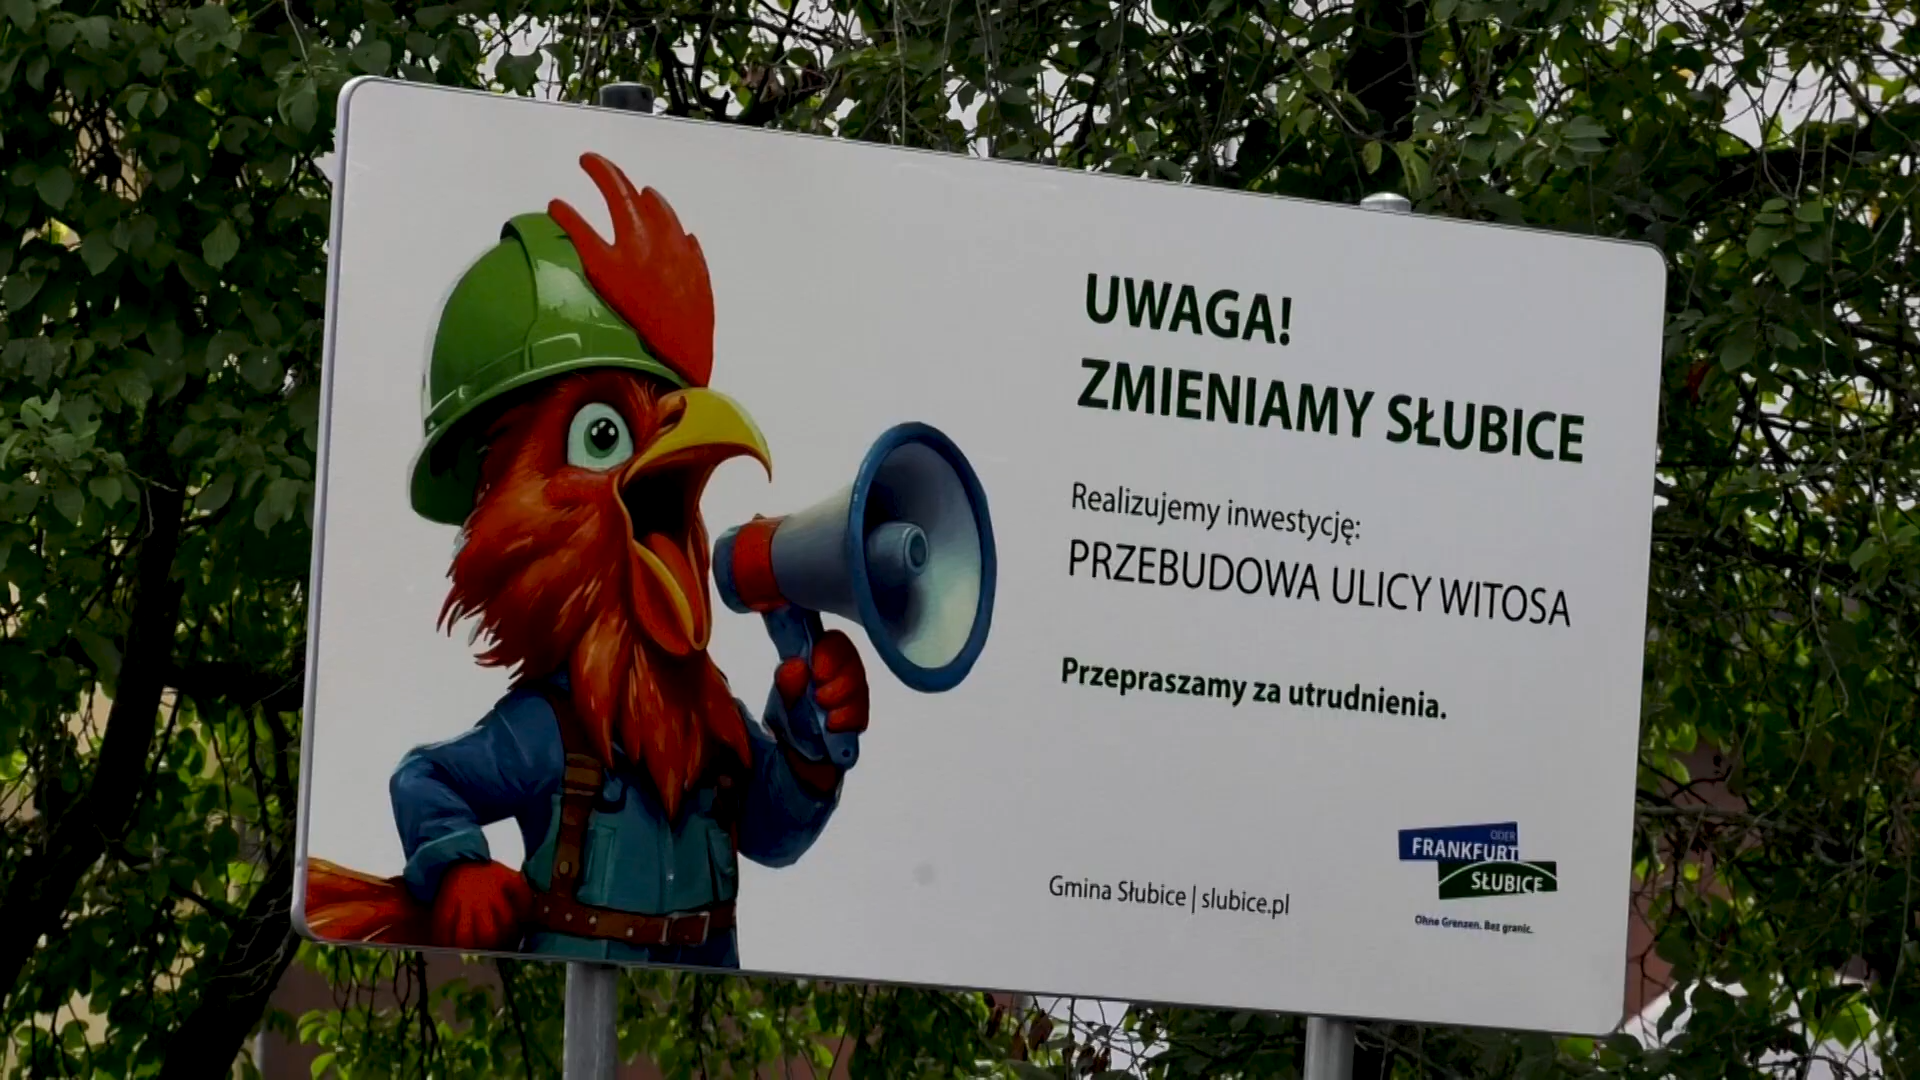 UWAGA!
ZMIENIAMY SŁUBICE
Realizujemy inwestycję:
PRZEBUDOWA ULICY WITOSA
Przepraszamy za utrudnienia.
Gmina Słubice | slubice.pl
ODER
FRANKFURT
SŁUBICE
Ohne Grenzen. Bez granic.